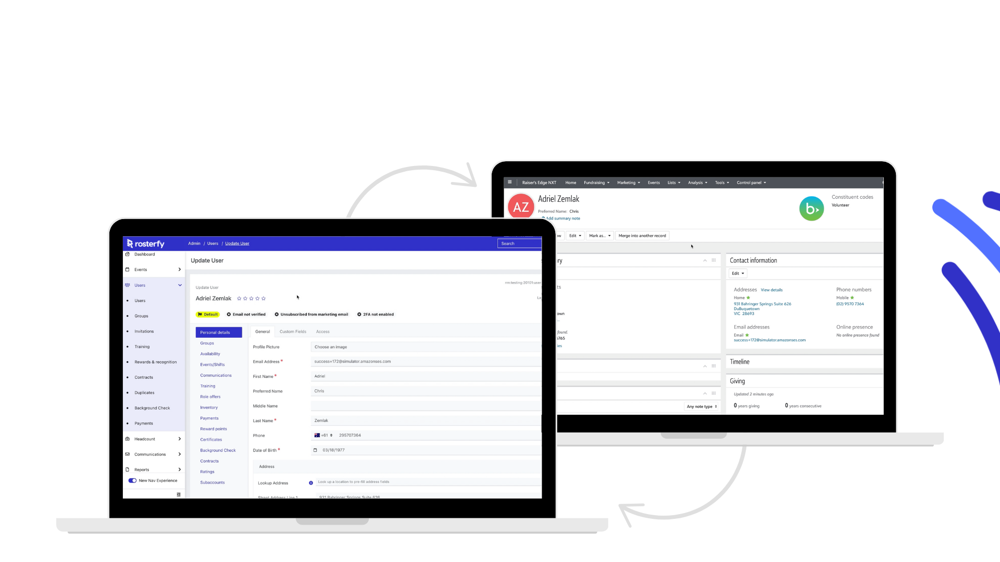 rosterfy
Admin / Users / Update User
Search
Dashboard
Events
Users
Users
Groups
Invitations
Training
Rewards & recognition
Contracts
Duplicates
Background Check
Payments
Headcount
Communications
Reports
New Nav Experience
Update User
rrn:testing:20101:user
Update User
La
Adriel Zemlak
Default
Email not verified
Unsubscribed from marketing email
2FA not enabled
Personal details
Groups
Availability
Events/Shifts
Communications
Training
Role offers
Inventory
Payments
Reward points
Certificates
Background Check
Contracts
Ratings
Subaccounts
General
Custom Fields
Access
Profile Picture
Choose an image
Email Address *
success+172@simulator.amazonses.com
First Name *
Adriel
Preferred Name
Chris
Middle Name
Last Name *
Zemlak
Phone
+61
295707364
Date of Birth *
03/18/1977
Address
Lookup Address
Look up a location to pre-fill address fields
Street Address Line 1
931 Bahringer Springs Suite 626
Raiser's Edge NXT
Home
Fundraising
Marketing
Events
Lists
Analysis
Tools
Control panel
AZ
Adriel Zemlak
Preferred Name: Chris
Add summary note
b
Constituent codes
Volunteer
ow
Edit
Mark as...
Merge into another record
ry
ts
own
found.
5765
ies
Any note type
Contact information
Edit
Addresses View details
Home
931 Bahringer Springs Suite 626
DuBuquetown
VIC 28693
Phone numbers
Mobile
(02) 9570 7364
Email addresses
Email
success+172@simulator.amazonses.com
Online presence
No online presence found
Timeline
Giving
Updated 2 minutes ago
0 years giving
0 years consecutive